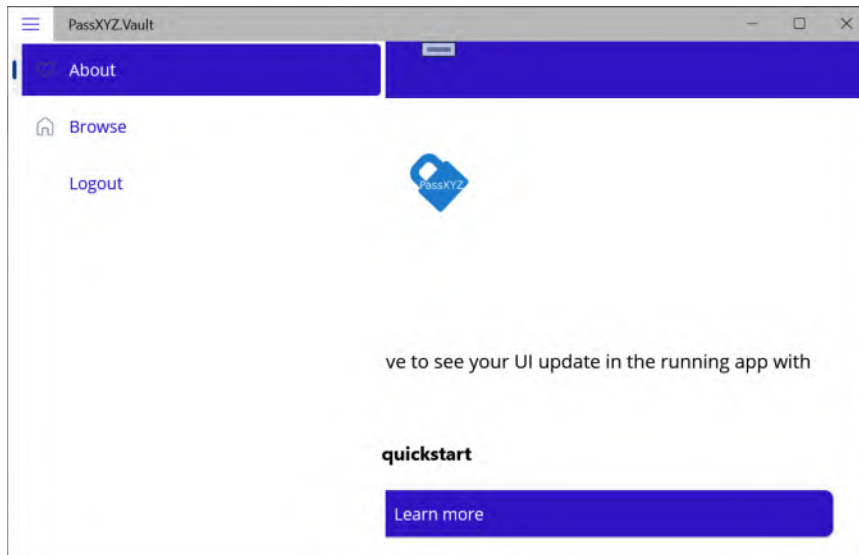 PassXYZ.Vault
About
Browse
Logout
PassXYZ
ve to see your UI update in the running app with
quickstart
Learn more